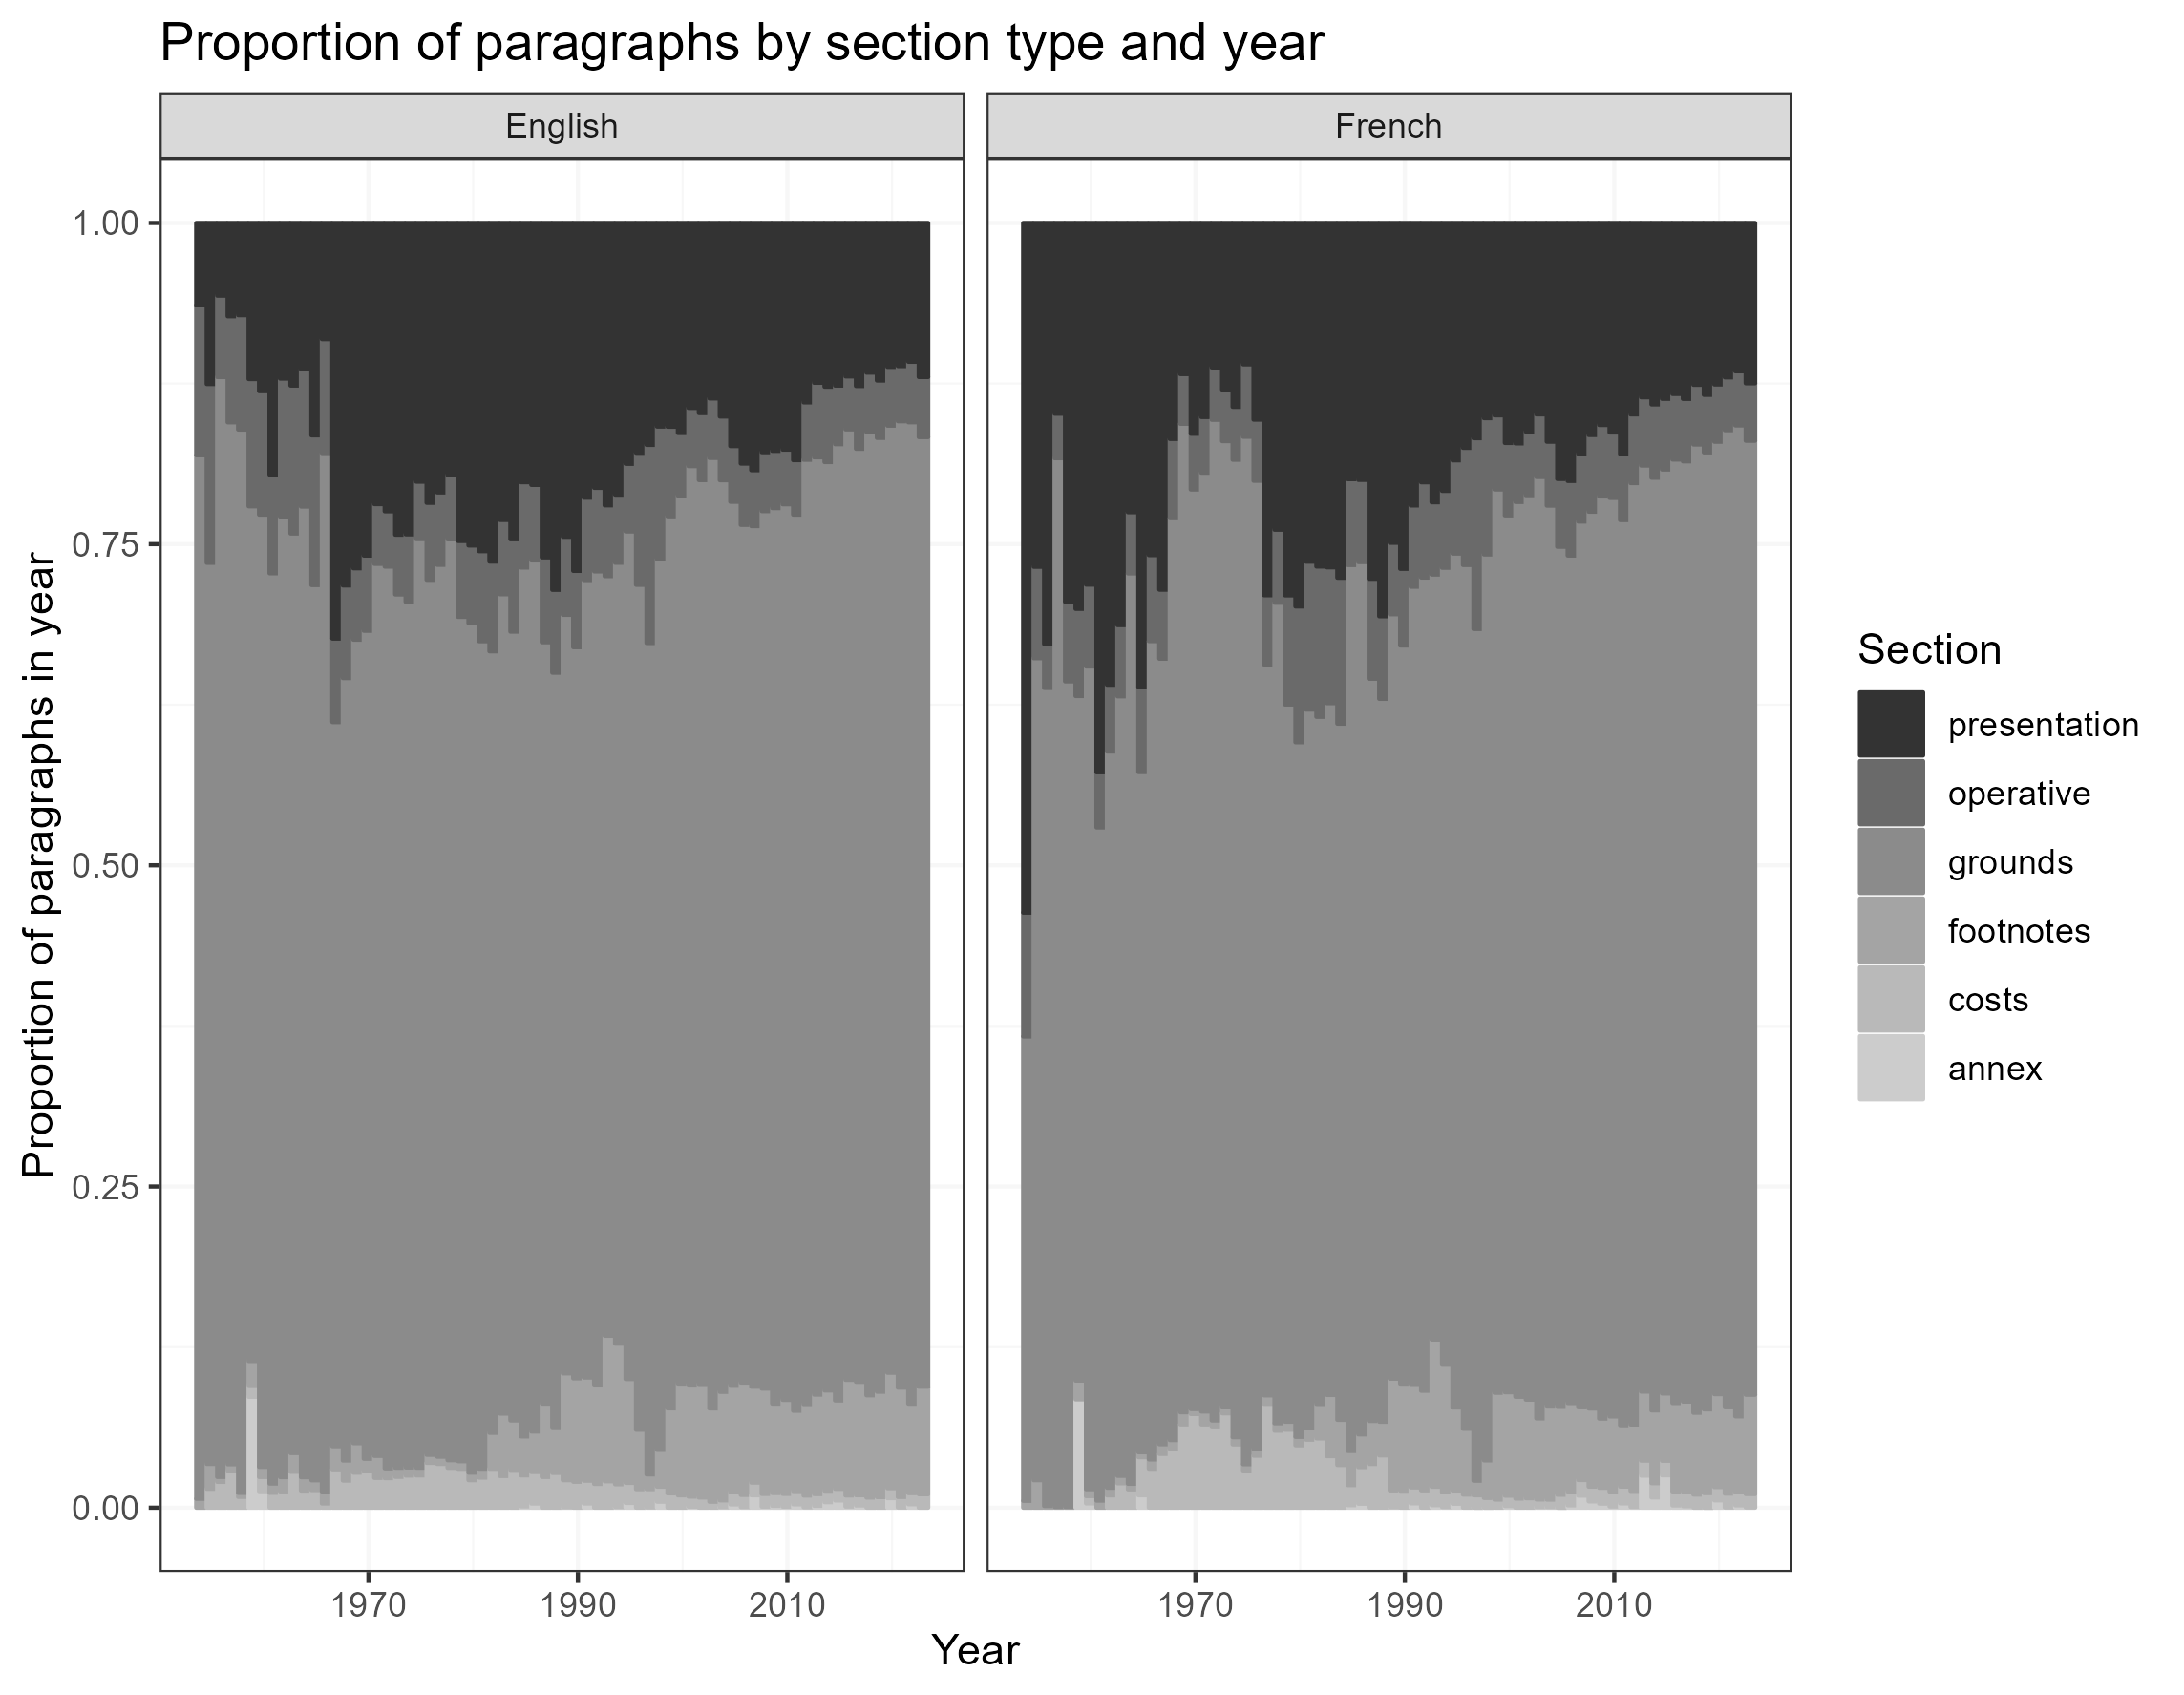 Proportion of paragraphs by section type and year
English
French
1.00
0.75
0.50
0.25
0.00
Proportion of paragraphs in year
1970
1990
2010
1970
1990
2010
Year
Section
presentation
operative
grounds
footnotes
costs
annex